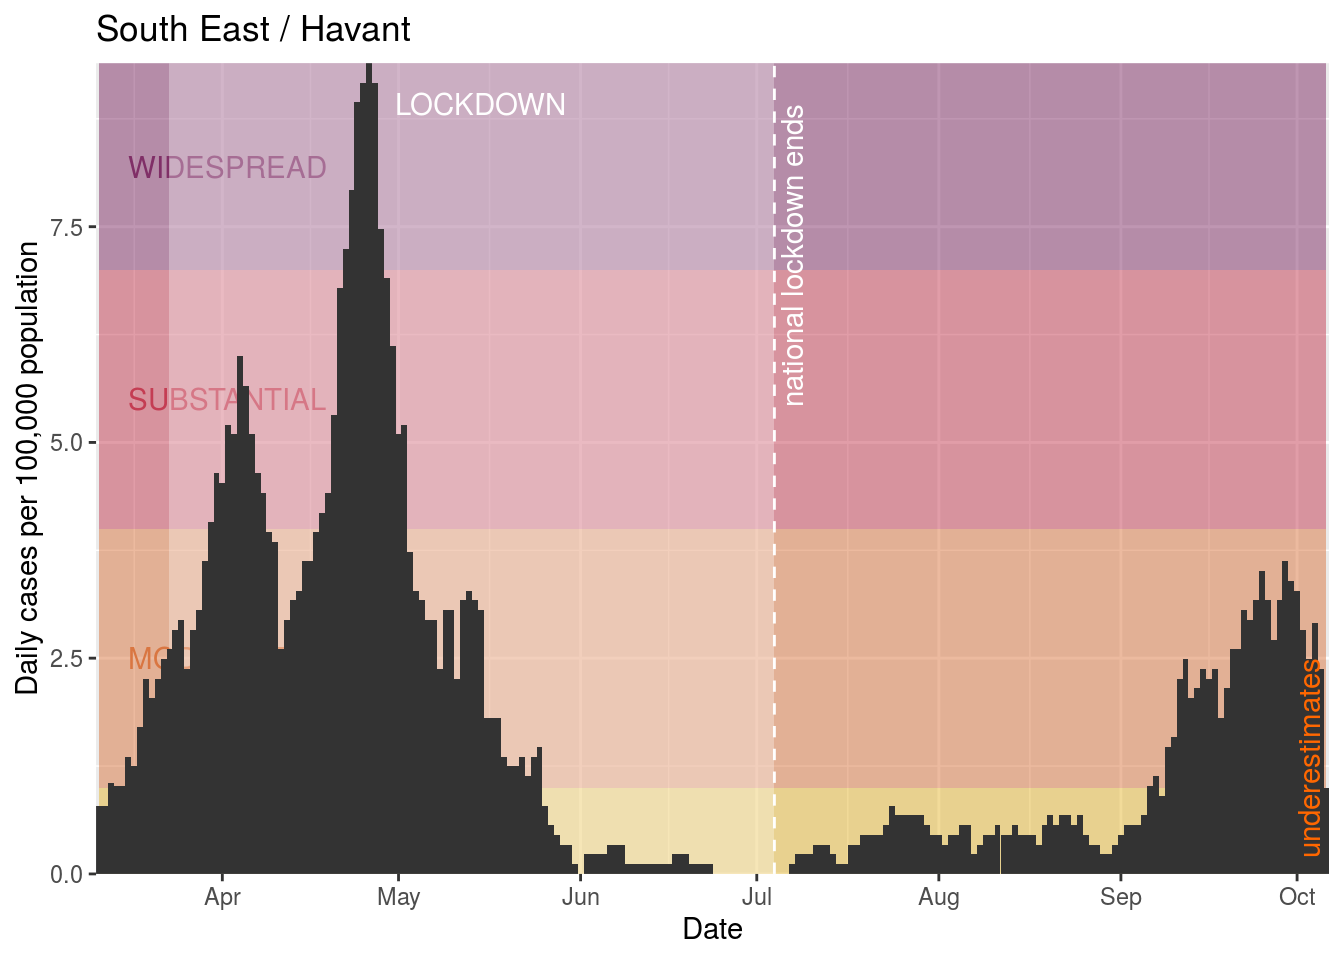 South East / Havant
LOCKDOWN
WIDESPREAD
national lockdown ends
SUBSTANTIAL
underestimates
7.5
5.0
2.5
0.0
Daily cases per 100,000 population
Apr May Jun Jul Aug Sep Oct
Date